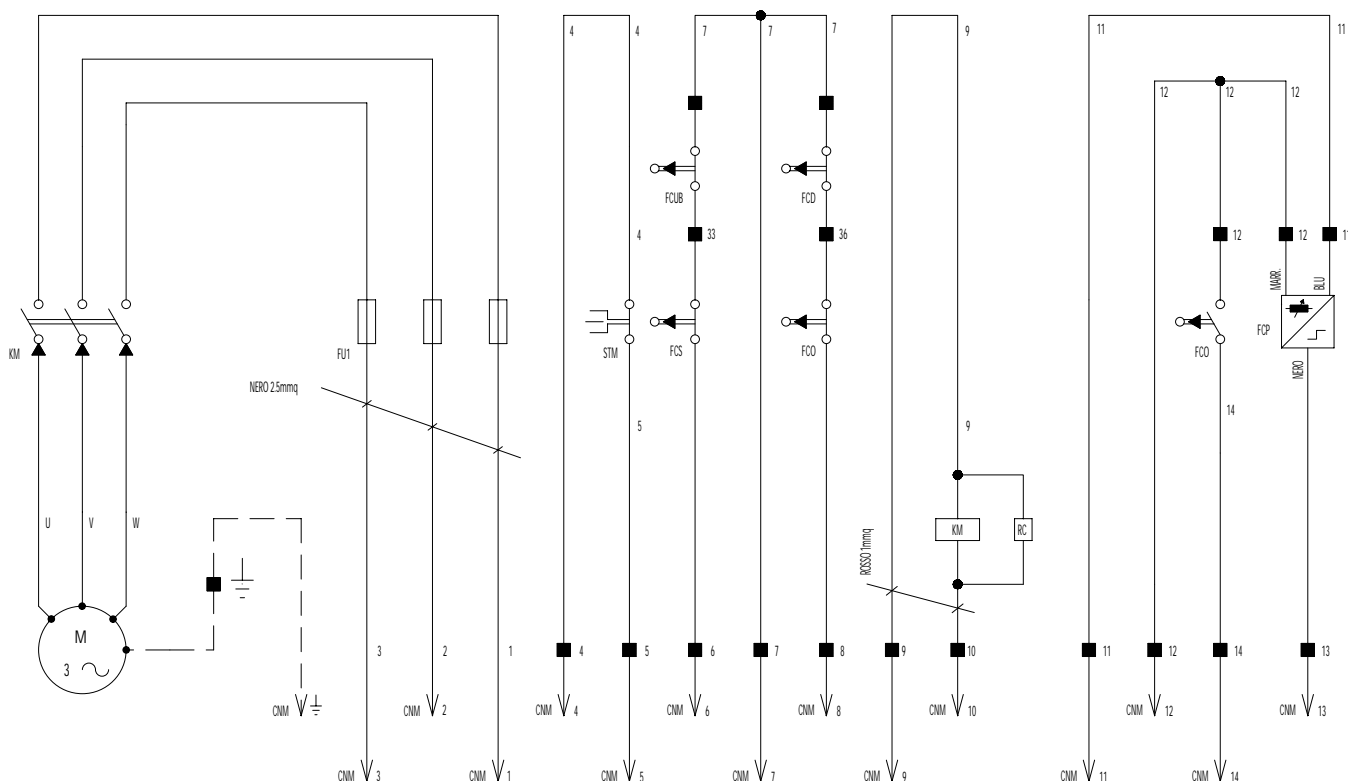 4 4 7 7 7 9 11 11
12 12 12
FCUB FCD
4 33 36 12 12 11
MARR. BLU
KM FU1 STM FCS FCO FCO FCP
NERO
NERO 2.5mmq
14
5 9
U V W
KM RC
ROSSO 1mmq
M
3
3 2 1 4 5 6 7 8 9 10 11 12 14 13
CNM CNM 2 CNM 4 CNM 6 CNM 8 CNM 10 CNM 12 CNM 13
CNM 3 CNM 1 CNM 5 CNM 7 CNM 9 CNM 11 CNM 14